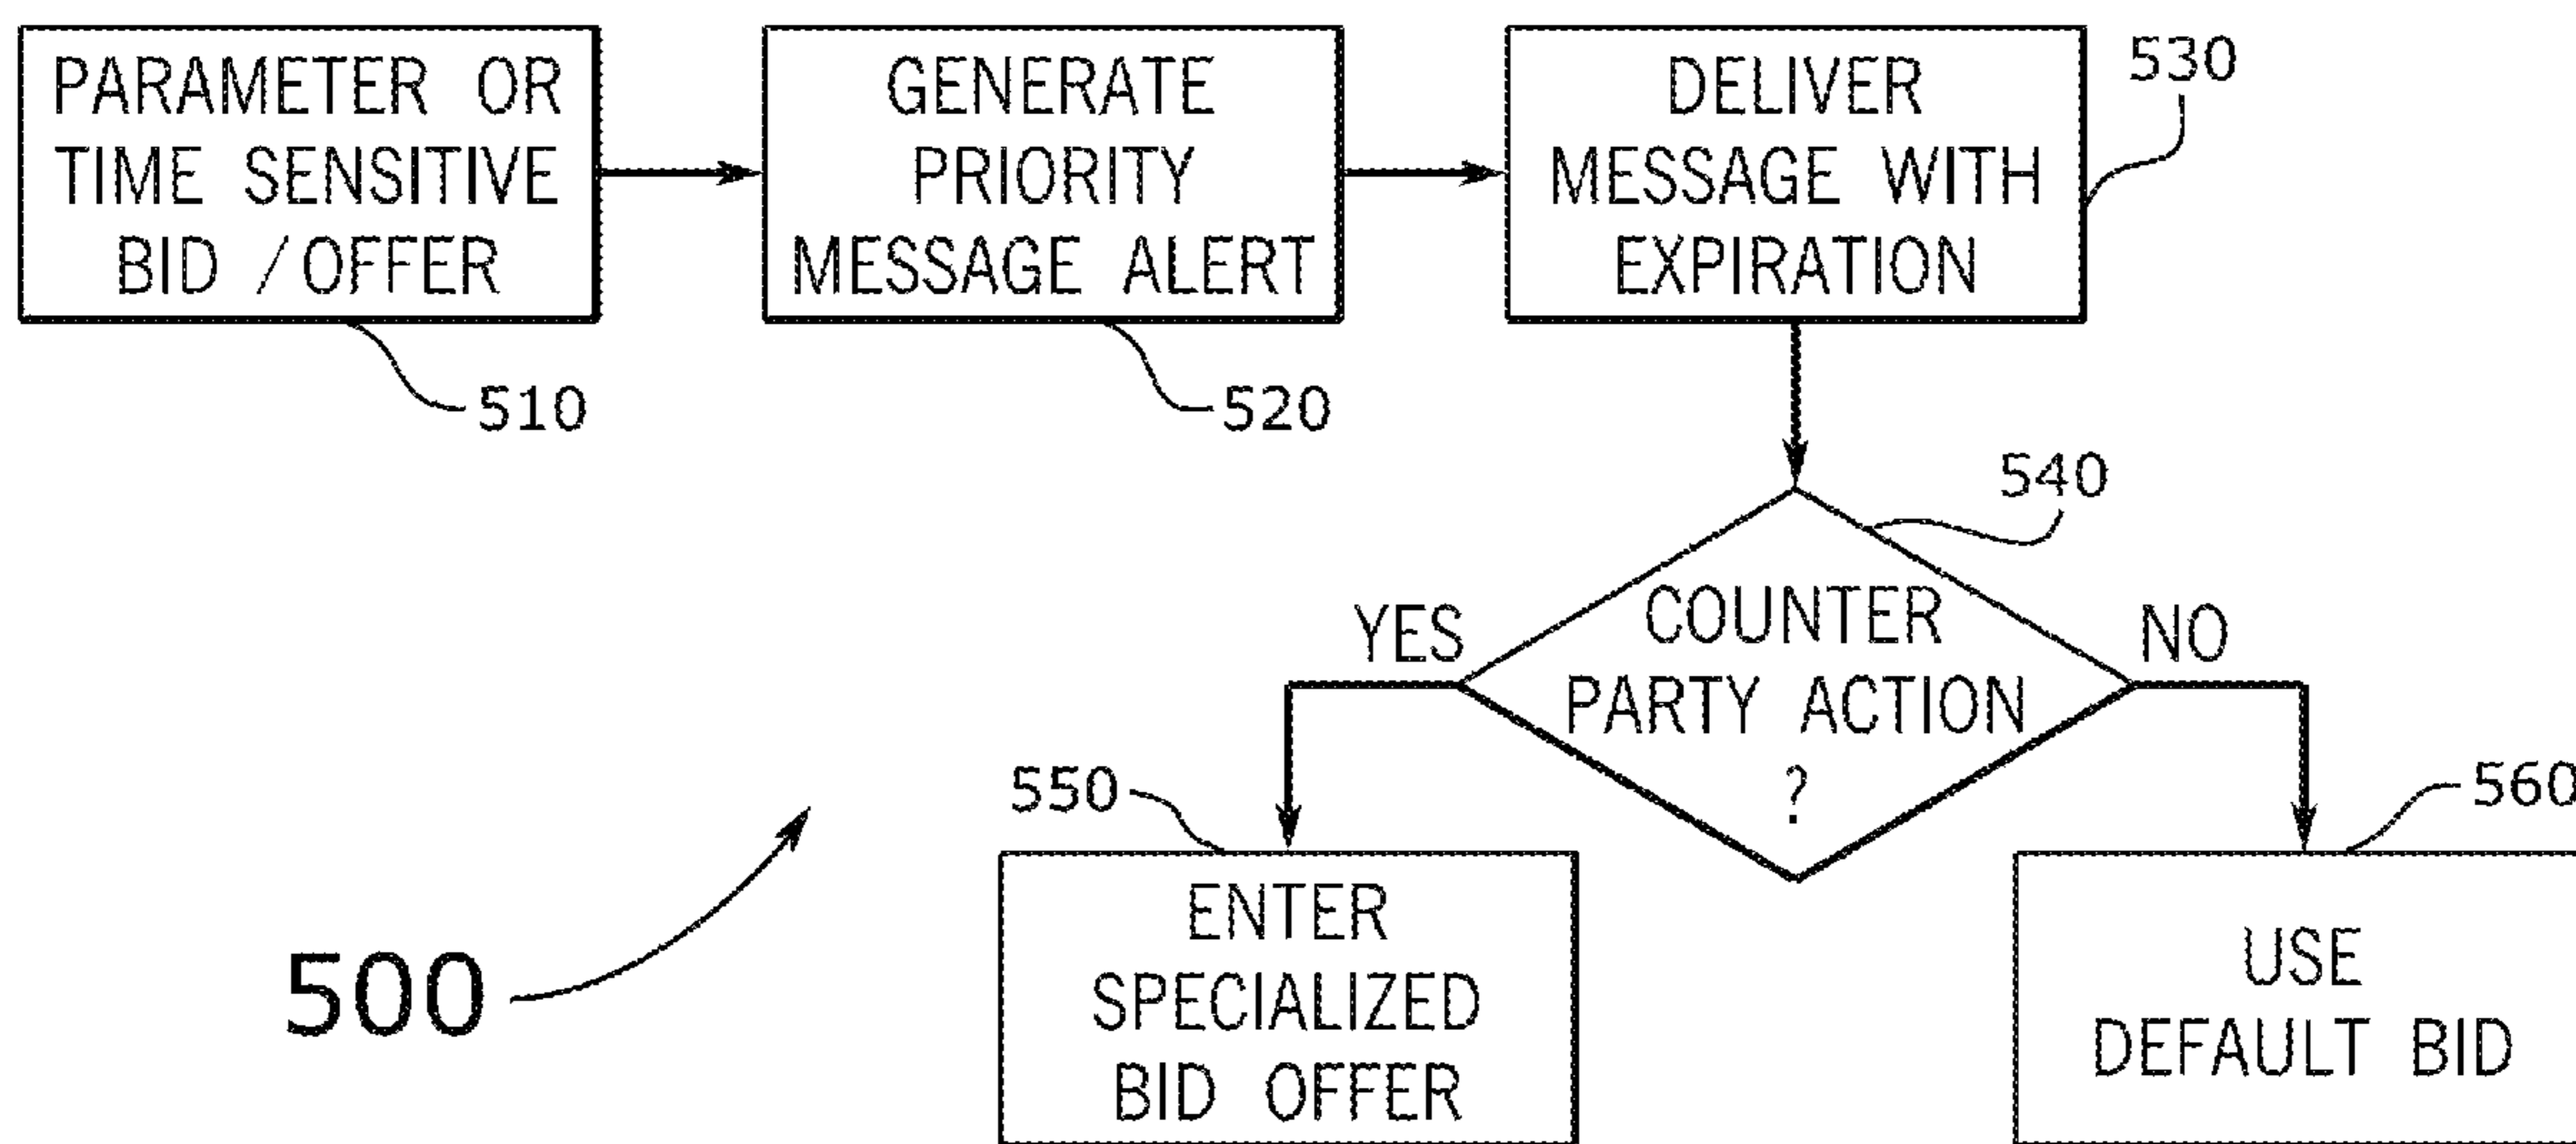 PARAMETER OR
TIME SENSITIVE
BID / OFFER
510
GENERATE
PRIORITY
MESSAGE ALERT
520
DELIVER
MESSAGE WITH
EXPIRATION
530
540
COUNTER
PARTY ACTION
?
YES
NO
550
ENTER
SPECIALIZED
BID OFFER
560
USE
DEFAULT BID
500